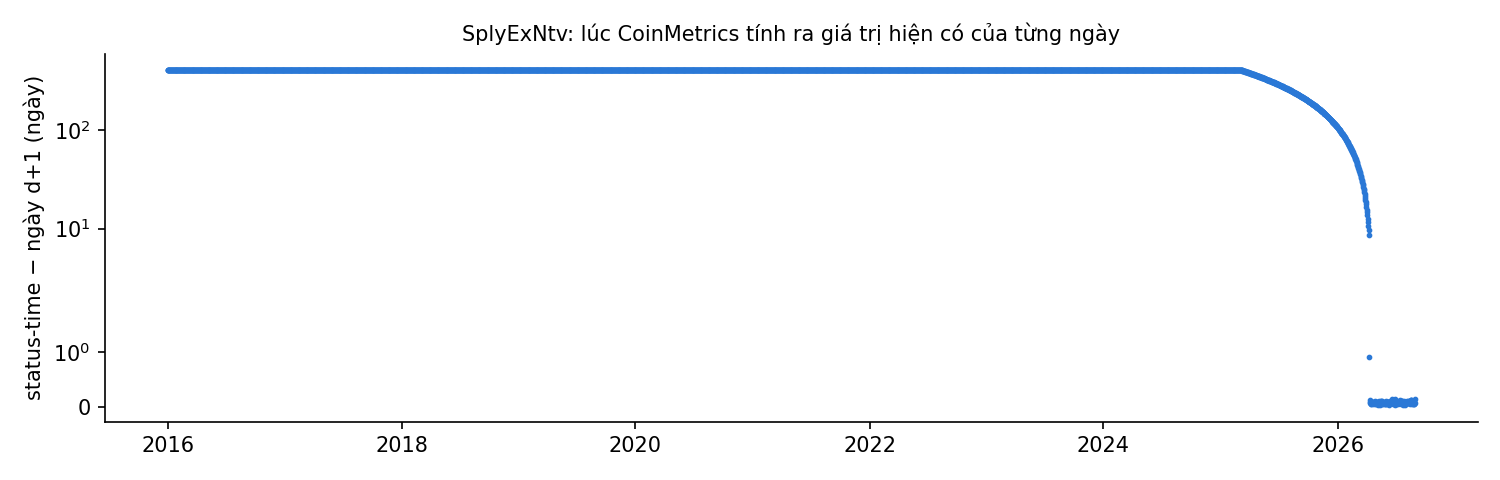 SplyExNtv: lúc CoinMetrics tính ra giá trị hiện có của từng ngày
status-time − ngày d+1 (ngày)
10²
10¹
10⁰
0
2016 2018 2020 2022 2024 2026